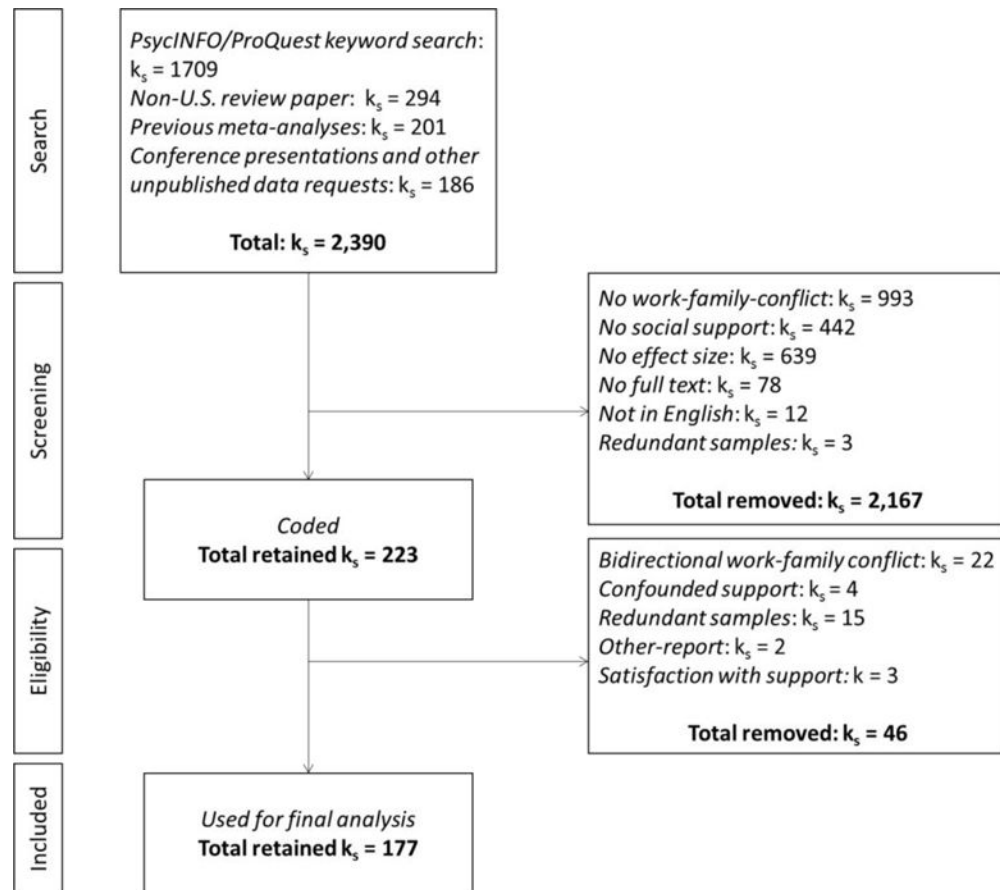 Search
PsycINFO/ProQuest keyword search:
kₛ = 1709
Non-U.S. review paper: kₛ = 294
Previous meta-analyses: kₛ = 201
Conference presentations and other
unpublished data requests: kₛ = 186
Total: kₛ = 2,390
Screening
No work-family-conflict: kₛ = 993
No social support: kₛ = 442
No effect size: kₛ = 639
No full text: kₛ = 78
Not in English: kₛ = 12
Redundant samples: kₛ = 3
Total removed: kₛ = 2,167
Coded
Total retained kₛ = 223
Eligibility
Bidirectional work-family conflict: kₛ = 22
Confounded support: kₛ = 4
Redundant samples: kₛ = 15
Other-report: kₛ = 2
Satisfaction with support: k = 3
Total removed: kₛ = 46
Included
Used for final analysis
Total retained kₛ = 177